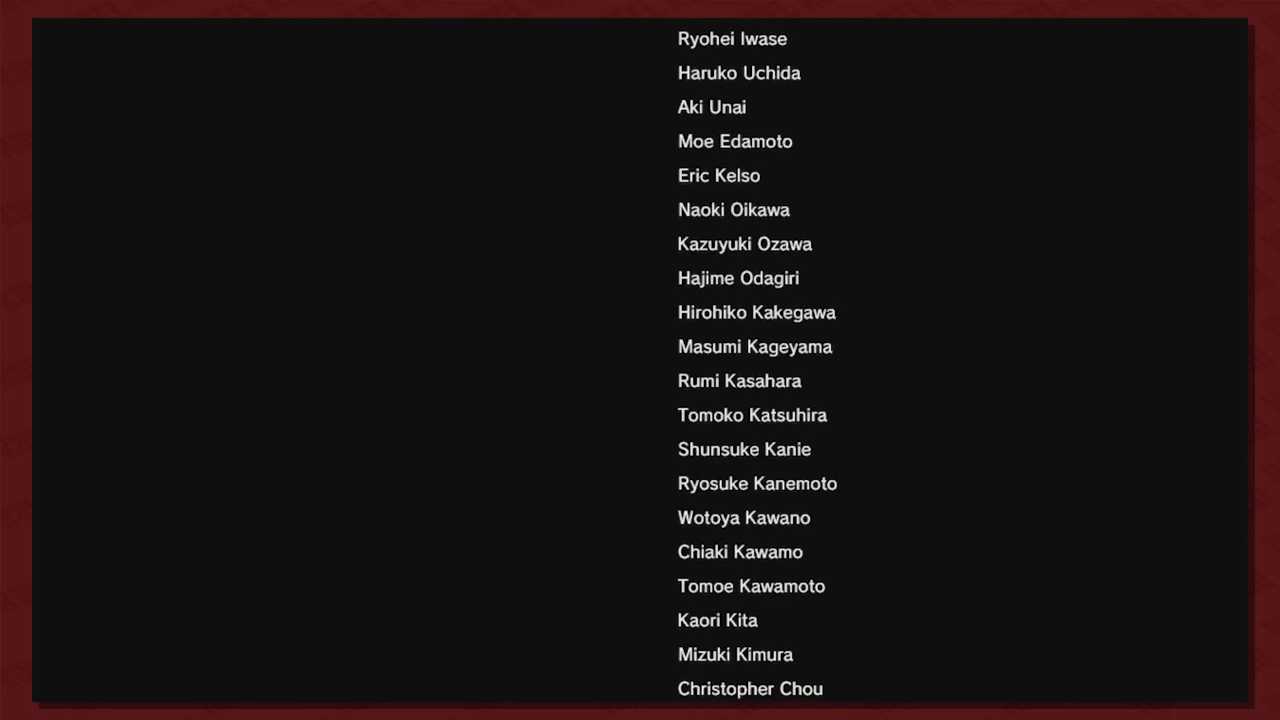 Ryohei Iwase
Haruko Uchida
Aki Unai
Moe Edamoto
Eric Kelso
Naoki Oikawa
Kazuyuki Ozawa
Hajime Odagiri
Hirohiko Kakegawa
Masumi Kageyama
Rumi Kasahara
Tomoko Katsuhira
Shunsuke Kanie
Ryosuke Kanemoto
Wotoya Kawano
Chiaki Kawamo
Tomoe Kawamoto
Kaori Kita
Mizuki Kimura
Christopher Chou